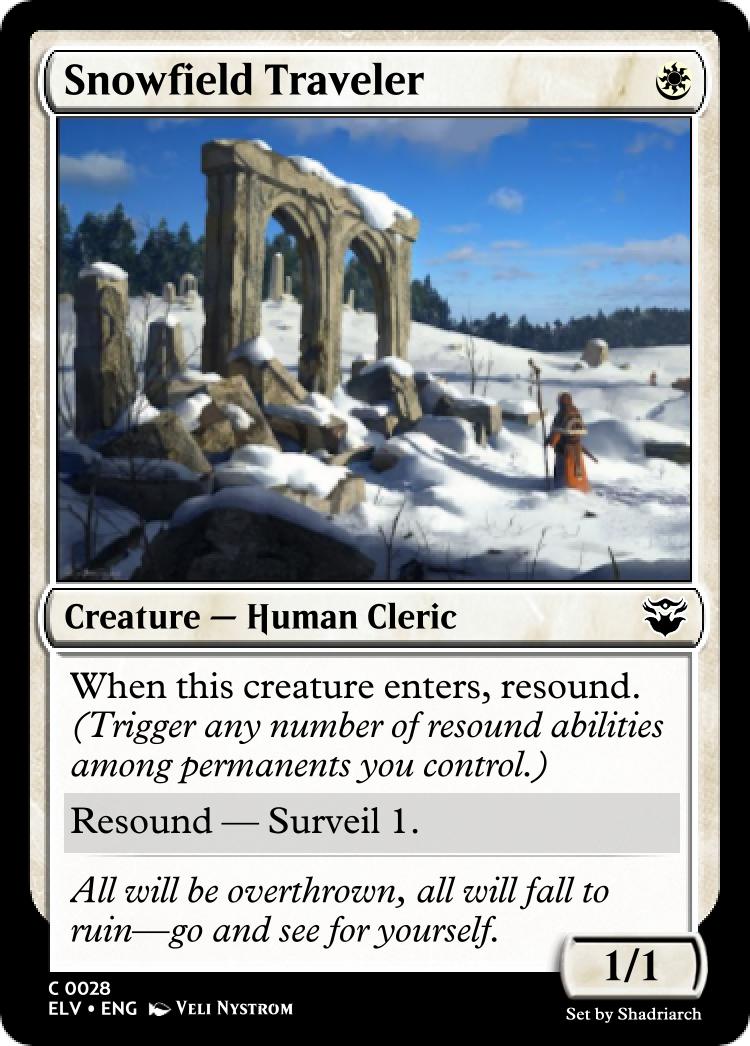 Snowfield Traveler
Creature — Human Cleric
When this creature enters, resound.
(Trigger any number of resound abilities
among permanents you control.)
Resound — Surveil 1.
All will be overthrown, all will fall to
ruin—go and see for yourself.
1/1
C 0028
ELV • ENG VELI NYSTROM
Set by Shadriarch